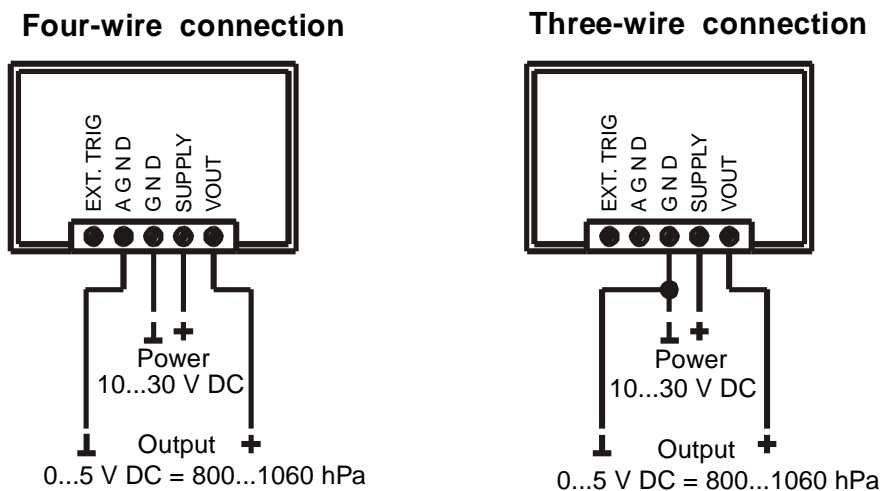 Four-wire connection
EXT. TRIG
A G N D
G N D
SUPPLY
VOUT
Power
10...30 V DC
Output
0...5 V DC = 800...1060 hPa
Three-wire connection
EXT. TRIG
A G N D
G N D
SUPPLY
VOUT
Power
10...30 V DC
Output
0...5 V DC = 800...1060 hPa